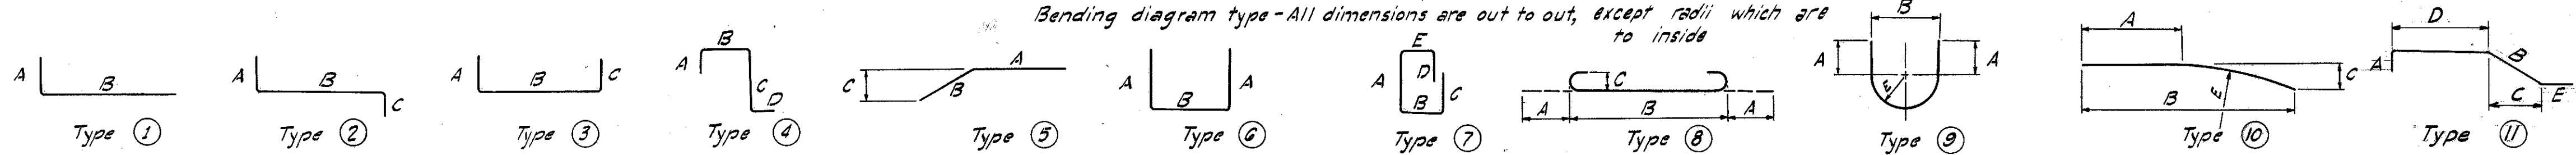 Bending diagram type - All dimensions are out to out, except radii which are
to inside
A B
Type 1
A B C
Type 2
A B C
Type 3
A B C D
Type 4
C B A
Type 5
A B A
Type 6
E
A D C
B
Type 7
C
A B A
Type 8
B
A A
E
Type 9
A
C
B E
Type 10
D
A B
C E
Type 11